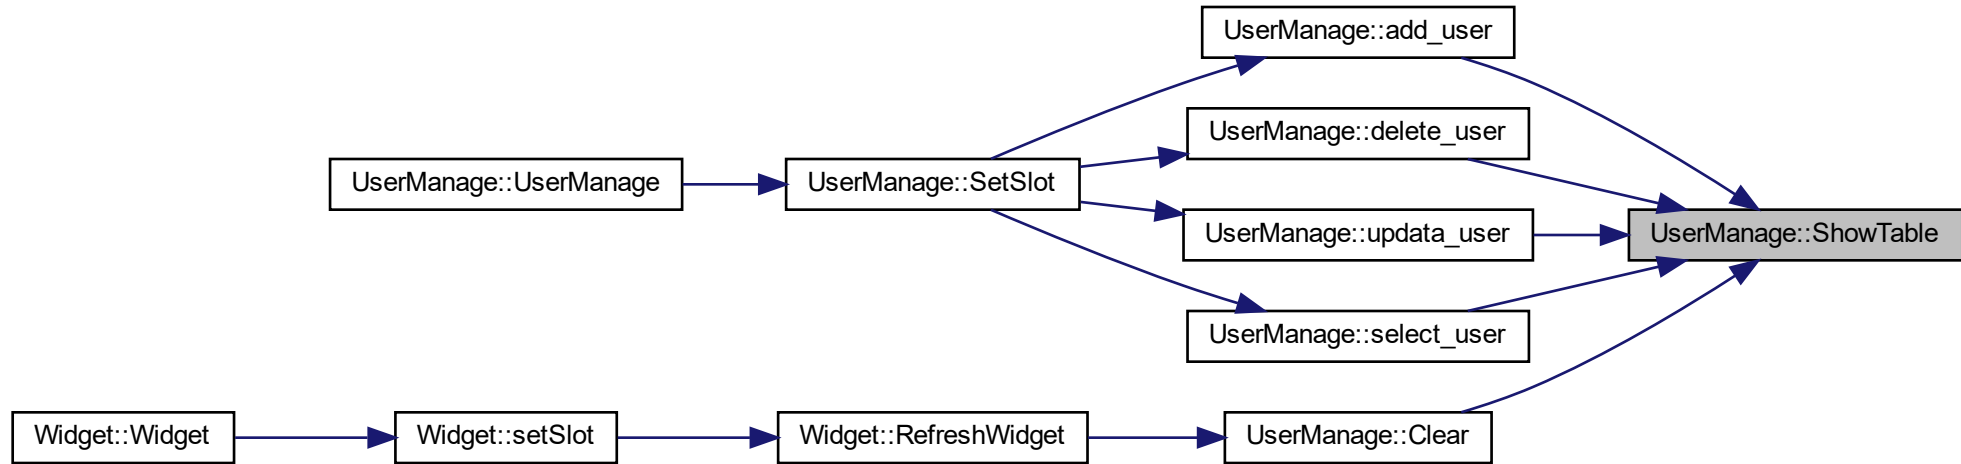 UserManage::add_user
UserManage::delete_user
UserManage::UserManage
UserManage::SetSlot
UserManage::updata_user
UserManage::ShowTable
UserManage::select_user
Widget::Widget
Widget::setSlot
Widget::RefreshWidget
UserManage::Clear